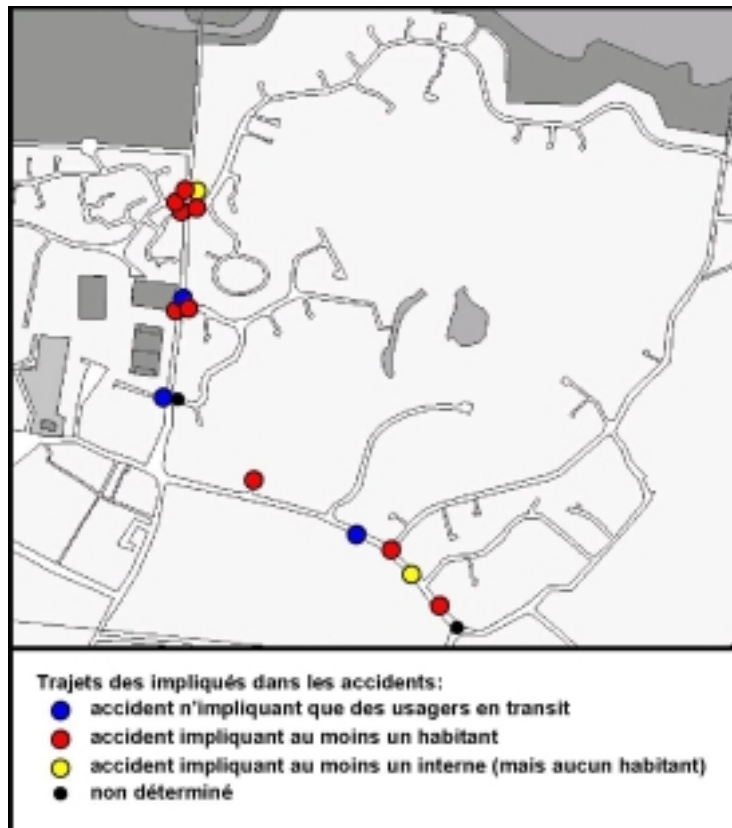 Trajets des impliqués dans les accidents:
accident n'impliquant que des usagers en transit
accident impliquant au moins un habitant
accident impliquant au moins un interne (mais aucun habitant)
non déterminé